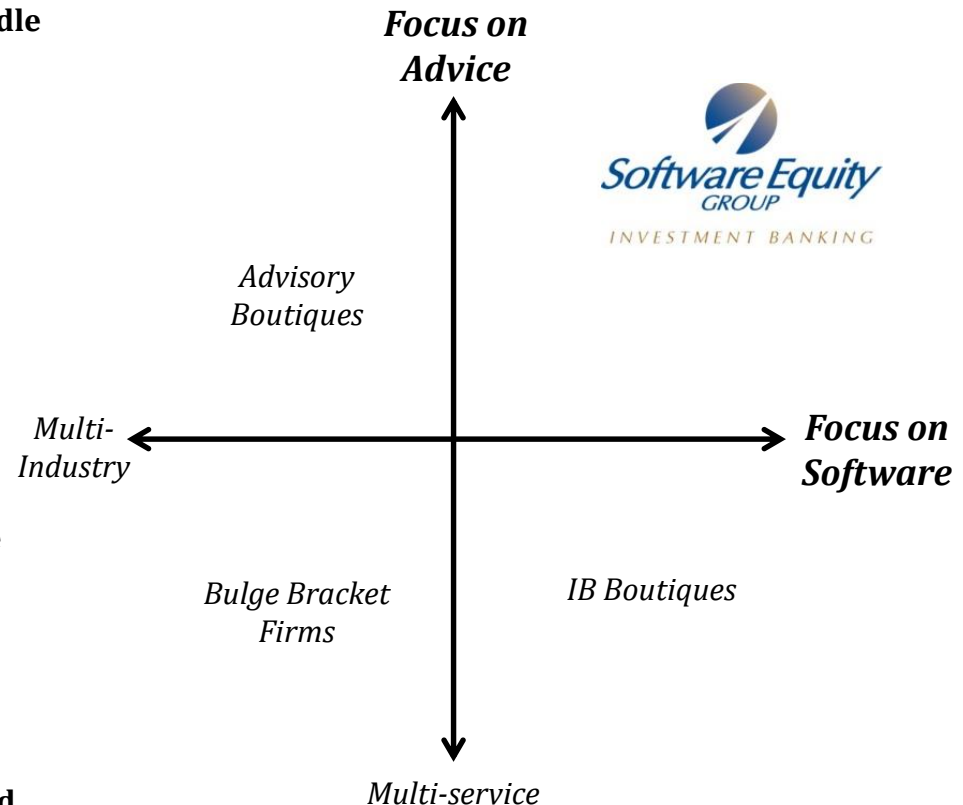 dle
Focus on
Advice
Software Equity
GROUP
INVESTMENT BANKING
Advisory
Boutiques
Multi-
Industry
Focus on
Software
Bulge Bracket
Firms
IB Boutiques
Multi-service
d